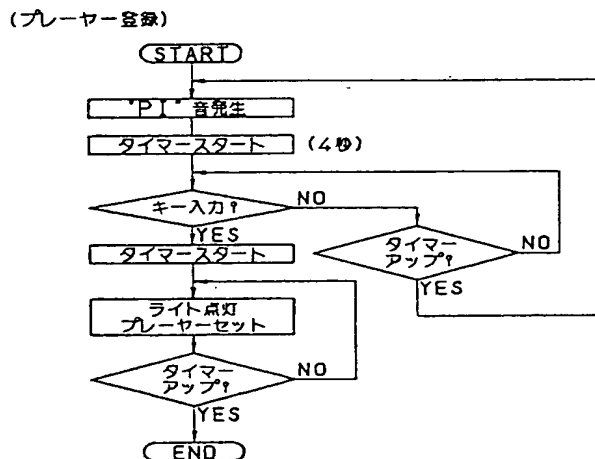 (プレーヤー登録)
START
"PI" 音発生
タイマースタート (4秒)
キー入力?
NO
YES
タイマースタート
タイマー
アップ?
NO
YES
ライト点灯
プレーヤーセット
タイマー
アップ?
NO
YES
END